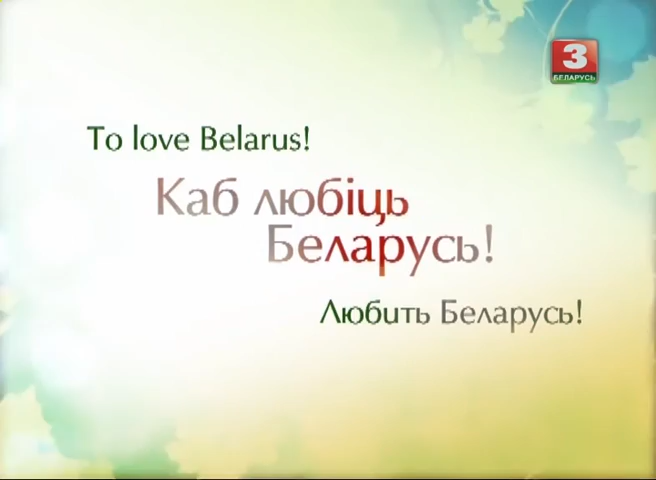 3
БЕЛАРУСЬ
To love Belarus!
Каб любіць
Беларусь!
Любить Беларусь!